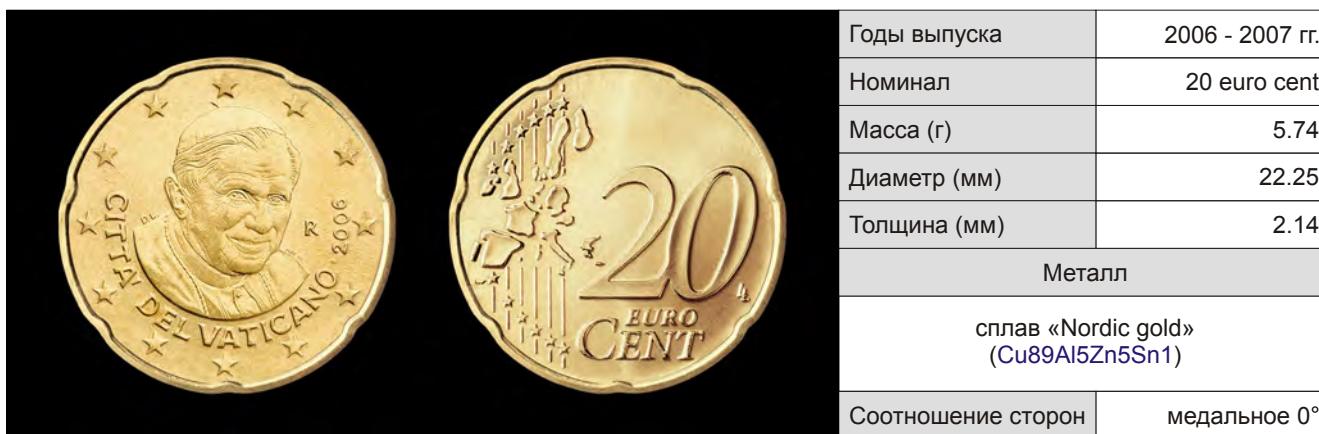 CITTA' DEL VATICANO 2006
D.L.
R
20
EURO
CENT
Годы выпуска 2006 - 2007 гг.
Номинал 20 euro cent
Масса (г) 5.74
Диаметр (мм) 22.25
Толщина (мм) 2.14
Металл
сплав «Nordic gold»
(Cu89Al5Zn5Sn1)
Соотношение сторон медальное 0°